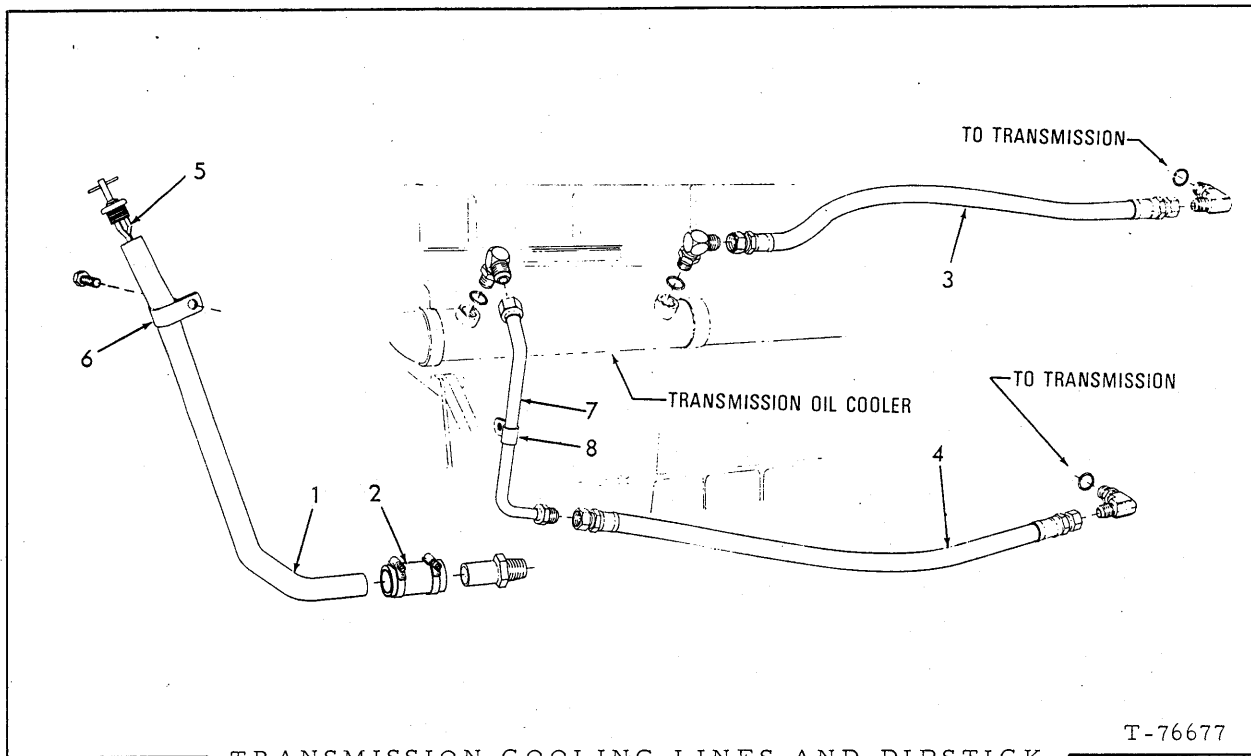 TO TRANSMISSION
5
3
6
TO TRANSMISSION
TRANSMISSION OIL COOLER
7
8
4
1
2
T-76677
TRANSMISSION COOLING LINES AND DIPSTICK